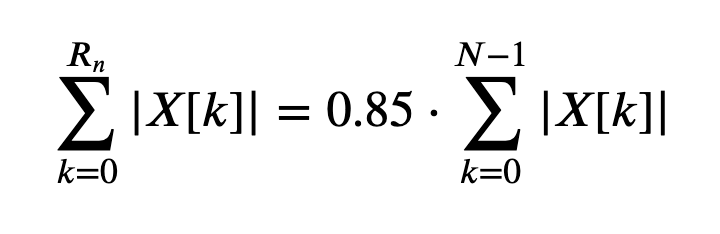 \sum_{k=0}^{R_n} |X[k]| = 0.85 \cdot \sum_{k=0}^{N-1} |X[k]|